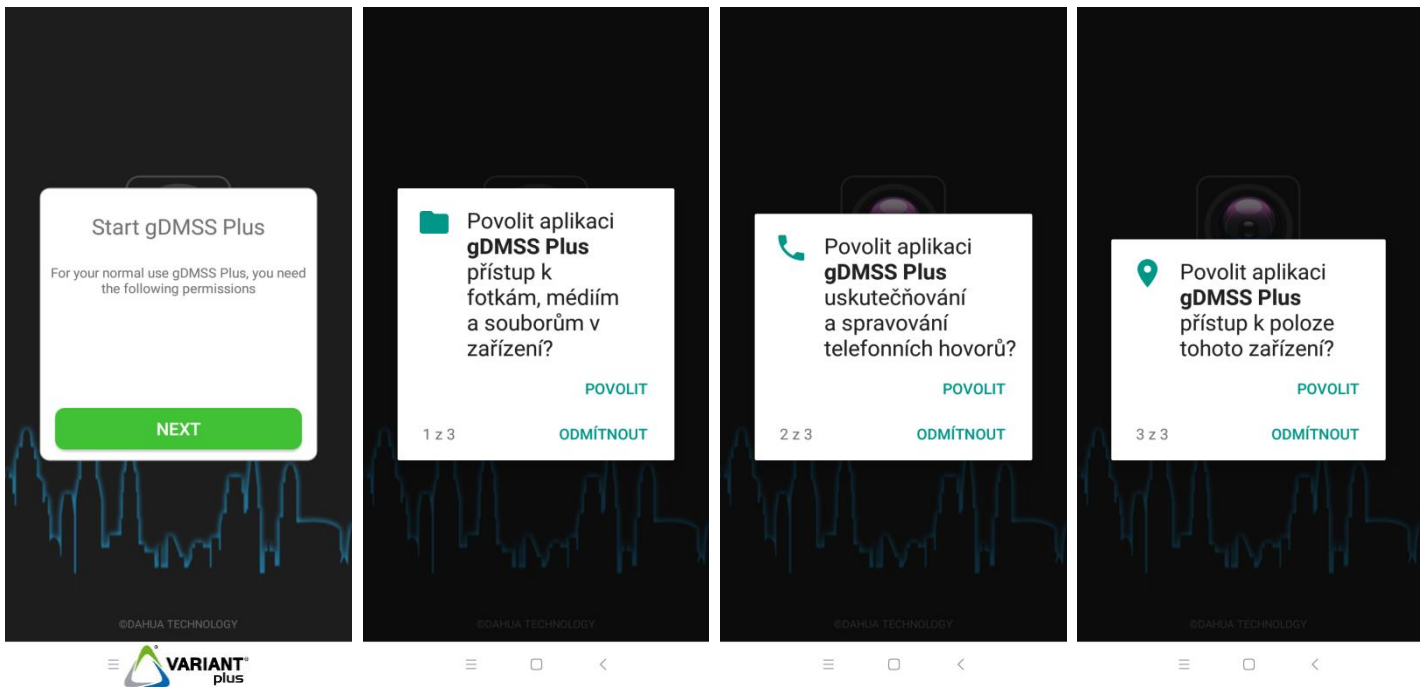 Start gDMSS Plus
For your normal use gDMSS Plus, you need
the following permissions
NEXT
©DAHUA TECHNOLOGY
VARIANT®
plus
Povolit aplikaci
gDMSS Plus
přístup k
fotkám, médiím
a souborům v
zařízení?
POVOLIT
1 z 3
ODMÍTNOUT
©DAHUA TECHNOLOGY
Povolit aplikaci
gDMSS Plus
uskutečňování
a spravování
telefonních hovorů?
POVOLIT
2 z 3
ODMÍTNOUT
©DAHUA TECHNOLOGY
Povolit aplikaci
gDMSS Plus
přístup k poloze
tohoto zařízení?
POVOLIT
3 z 3
ODMÍTNOUT
©DAHUA TECHNOLOGY